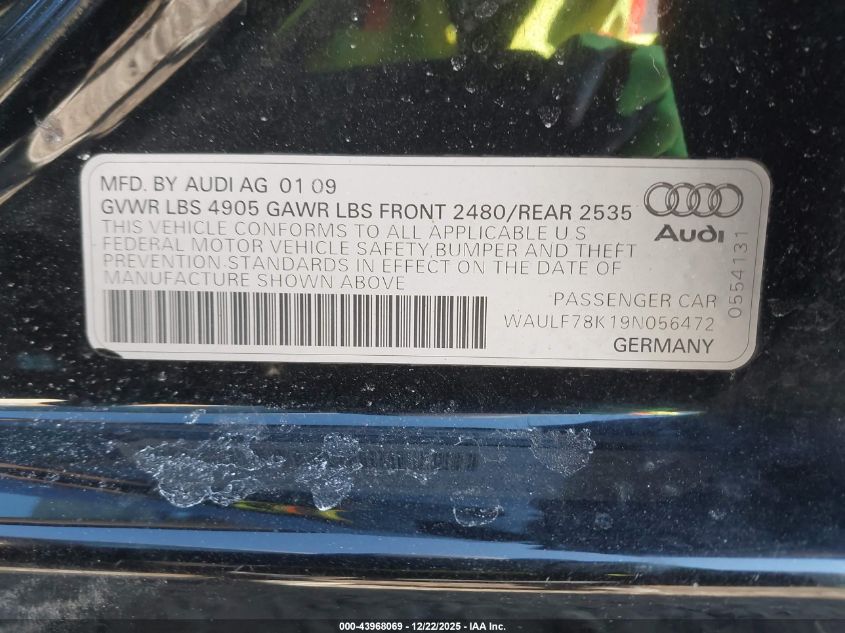 MFD. BY AUDI AG 01 09
GVWR LBS 4905 GAWR LBS FRONT 2480/REAR 2535
THIS VEHICLE CONFORMS TO ALL APPLICABLE U S
FEDERAL MOTOR VEHICLE SAFETY, BUMPER AND THEFT
PREVENTION STANDARDS IN EFFECT ON THE DATE OF
MANUFACTURE SHOWN ABOVE
Audi
0554131
PASSENGER CAR
WAULF78K19N056472
GERMANY
000-43968069 - 12/22/2025 - IAA Inc.